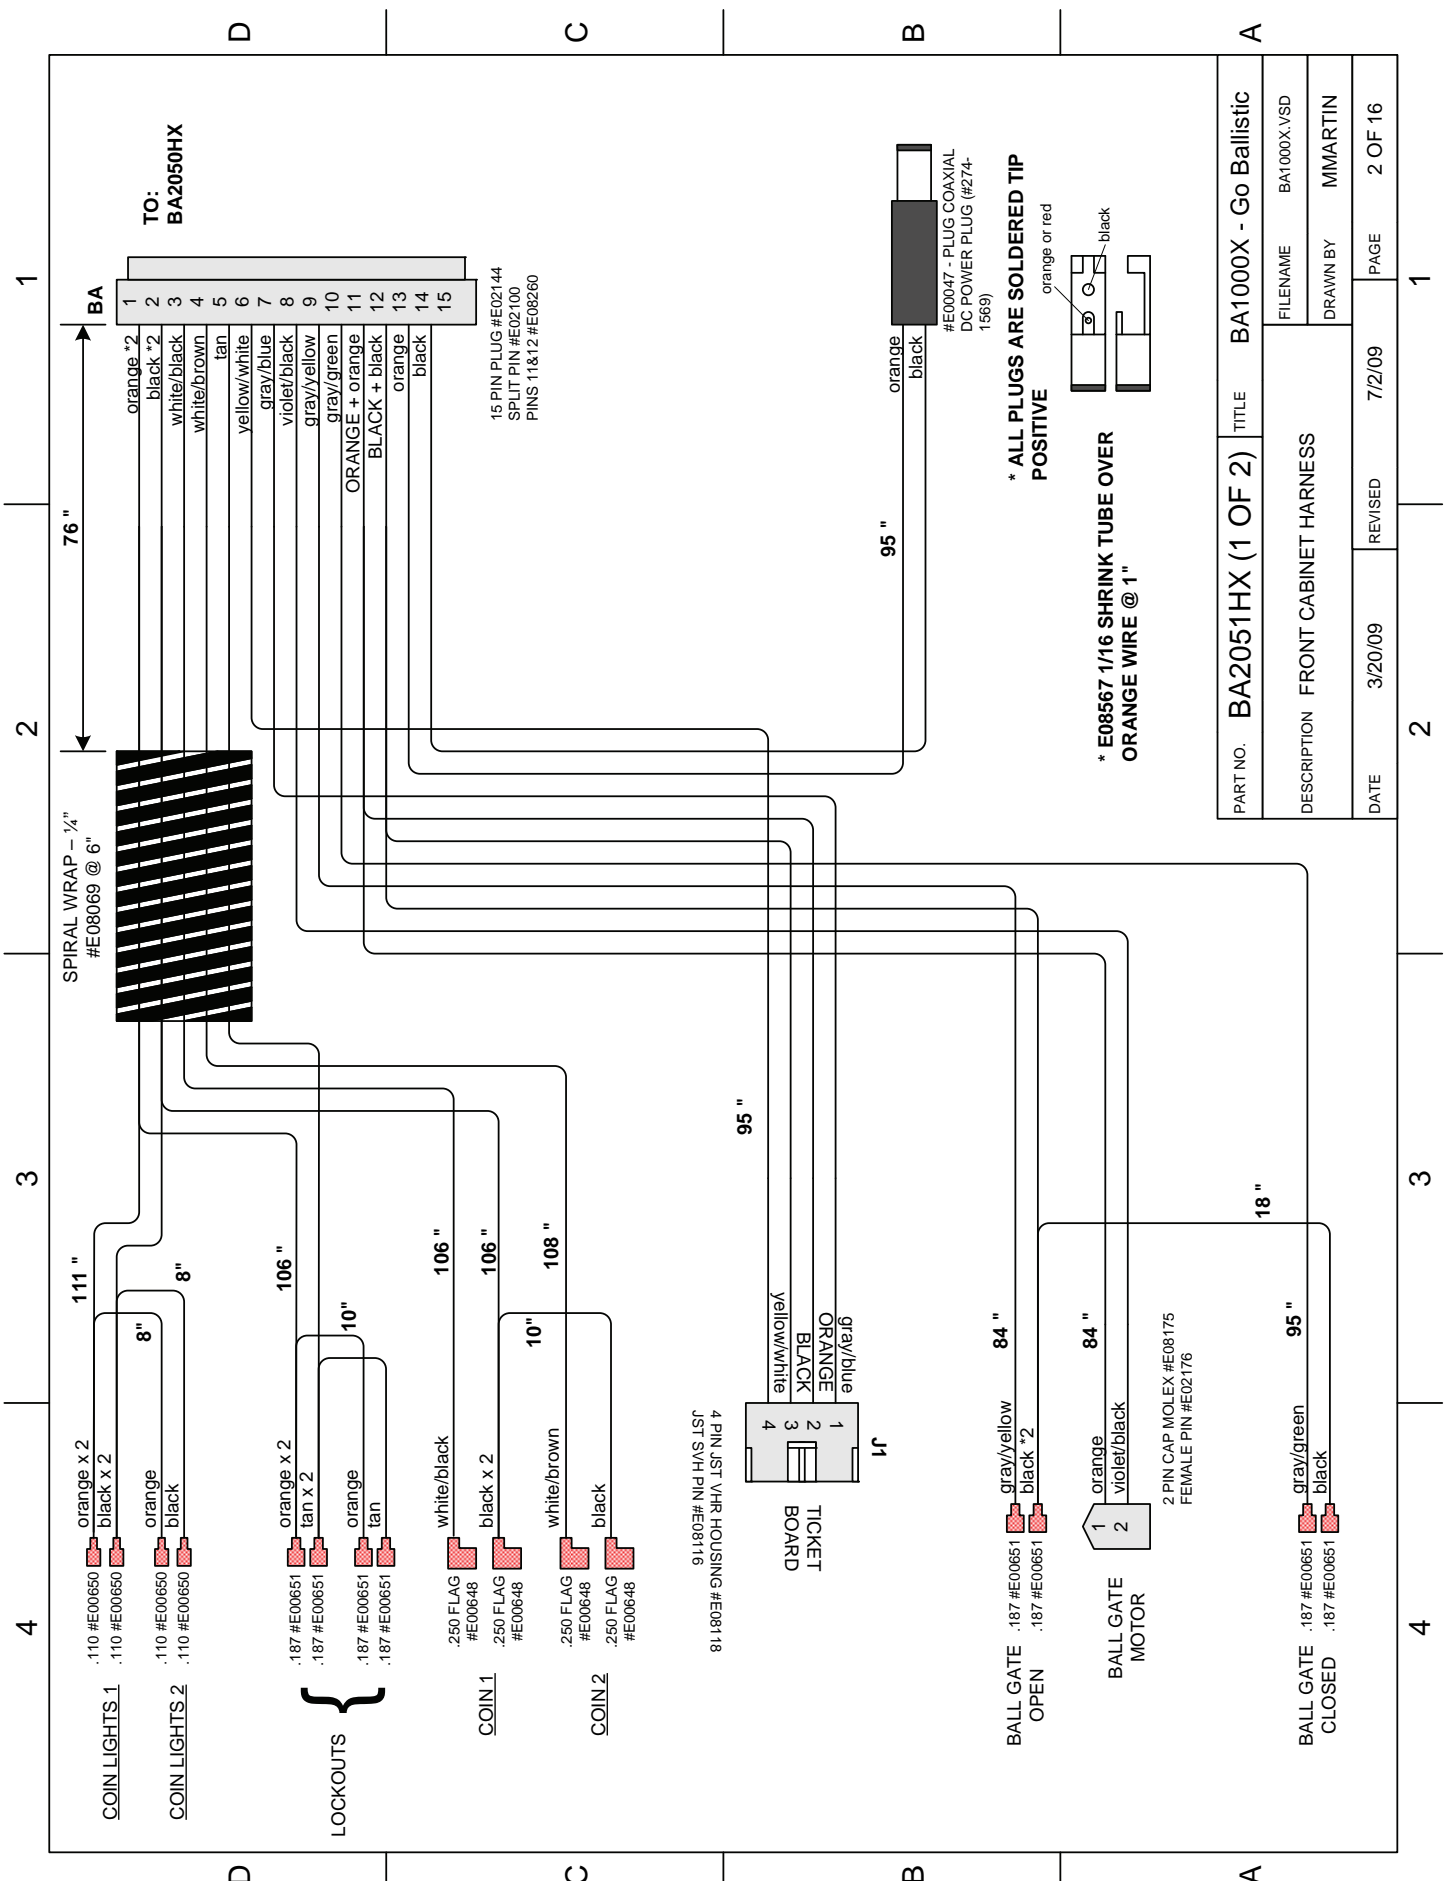 4
3
2
1
D
C
B
A
SPIRAL WRAP – ¼"
#E08069 @ 6"
76 "
BA
TO:
BA2050HX
1
2
3
4
5
6
7
8
9
10
11
12
13
14
15
orange *2
black *2
white/black
white/brown
tan
yellow/white
gray/blue
violet/black
gray/yellow
gray/green
ORANGE + orange
BLACK + black
orange
black
15 PIN PLUG #E02144
SPLIT PIN #E02100
PINS 11&12 #E08260
COIN LIGHTS 1
.110 #E00650
.110 #E00650
orange x 2
black x 2
111 "
COIN LIGHTS 2
.110 #E00650
.110 #E00650
orange
black
8"
8"
LOCKOUTS
.187 #E00651
.187 #E00651
orange x 2
tan x 2
106 "
.187 #E00651
.187 #E00651
orange
tan
10"
COIN 1
.250 FLAG
#E00648
white/black
106 "
.250 FLAG
#E00648
black x 2
106 "
COIN 2
.250 FLAG
#E00648
white/brown
108 "
.250 FLAG
#E00648
black
10"
4 PIN JST VHR HOUSING #E08118
JST SVH PIN #E08116
TICKET
BOARD
J1
4
3
2
1
yellow/white
BLACK
ORANGE
gray/blue
95 "
orange
black
95 "
#E00047 - PLUG COAXIAL
DC POWER PLUG (#274-
1569)
* ALL PLUGS ARE SOLDERED TIP
POSITIVE
orange or red
black
* E08567 1/16 SHRINK TUBE OVER
ORANGE WIRE @ 1"
BALL GATE
OPEN
.187 #E00651
.187 #E00651
gray/yellow
black *2
84 "
BALL GATE
MOTOR
1
2
orange
violet/black
84 "
2 PIN CAP MOLEX #E08175
FEMALE PIN #E02176
18 "
BALL GATE
CLOSED
.187 #E00651
.187 #E00651
gray/green
black
95 "
PART NO. BA2051HX (1 OF 2)
TITLE BA1000X - Go Ballistic
DESCRIPTION FRONT CABINET HARNESS
FILENAME BA1000X.VSD
DRAWN BY MMARTIN
DATE 3/20/09
REVISED 7/2/09
PAGE 2 OF 16
D
C
B
A
4
3
2
1